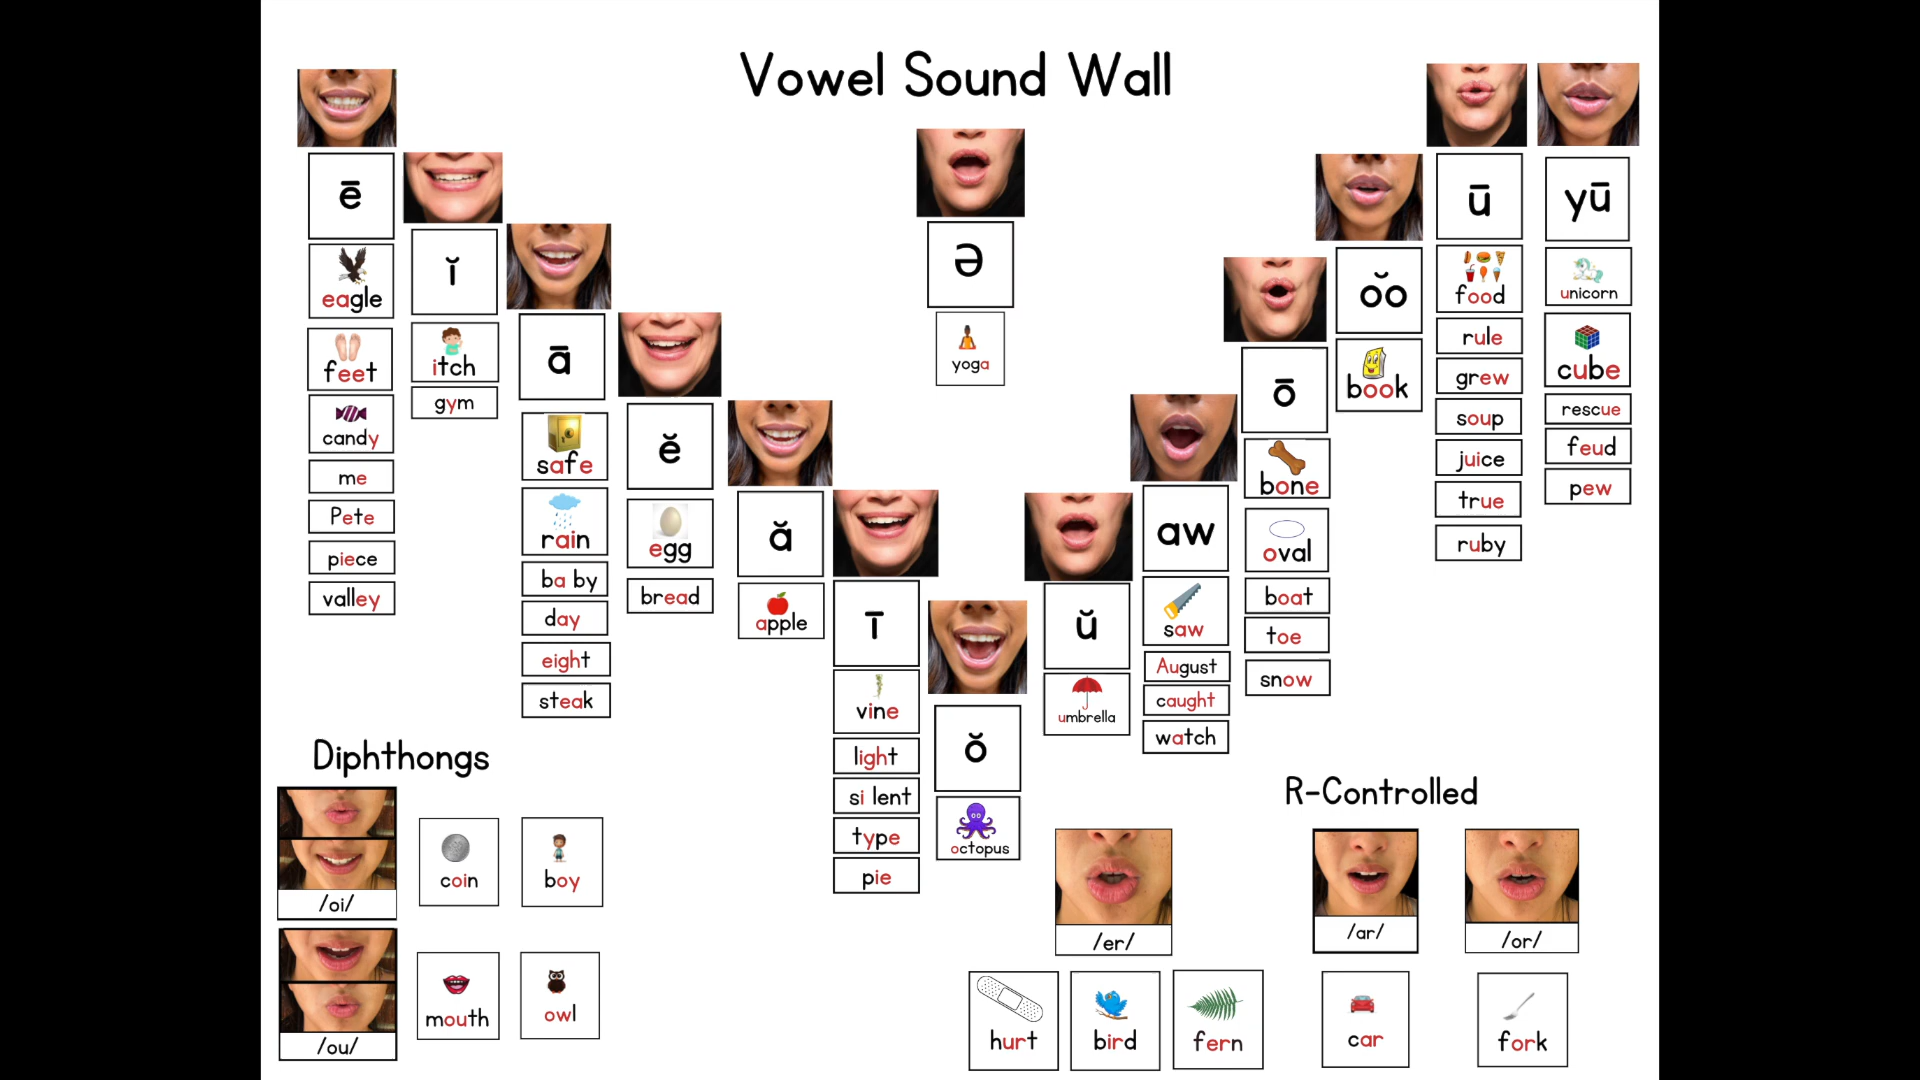 Vowel Sound Wall
ē
eagle
feet
candy
me
Pete
piece
valley
ĭ
itch
gym
ā
safe
rain
ba by
day
eight
steak
ĕ
egg
bread
ă
apple
ī
vine
light
si lent
type
pie
ŏ
octopus
ə
yoga
ŭ
umbrella
aw
saw
August
caught
watch
ō
bone
oval
boat
toe
snow
ŏo
book
ū
food
rule
grew
soup
juice
true
ruby
yū
unicorn
cube
rescue
feud
pew
Diphthongs
/oi/
coin
boy
/ou/
mouth
owl
R-Controlled
/er/
hurt
bird
fern
/ar/
car
/or/
fork